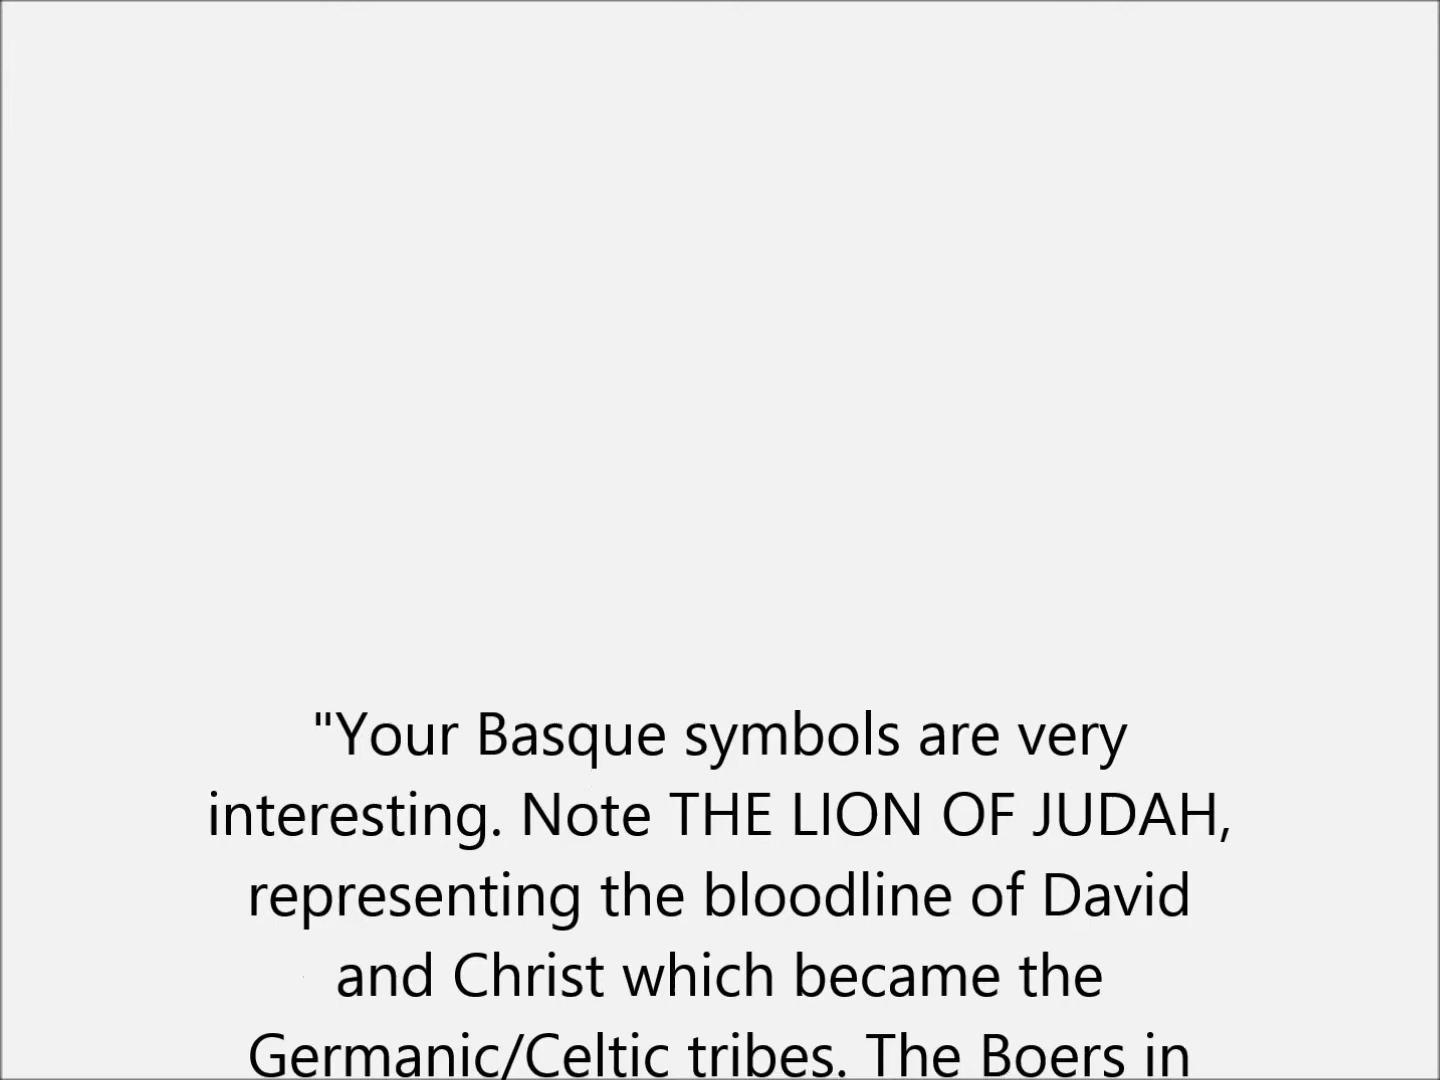 "Your Basque symbols are very
interesting. Note THE LION OF JUDAH,
representing the bloodline of David
and Christ which became the
Germanic/Celtic tribes. The Boers in